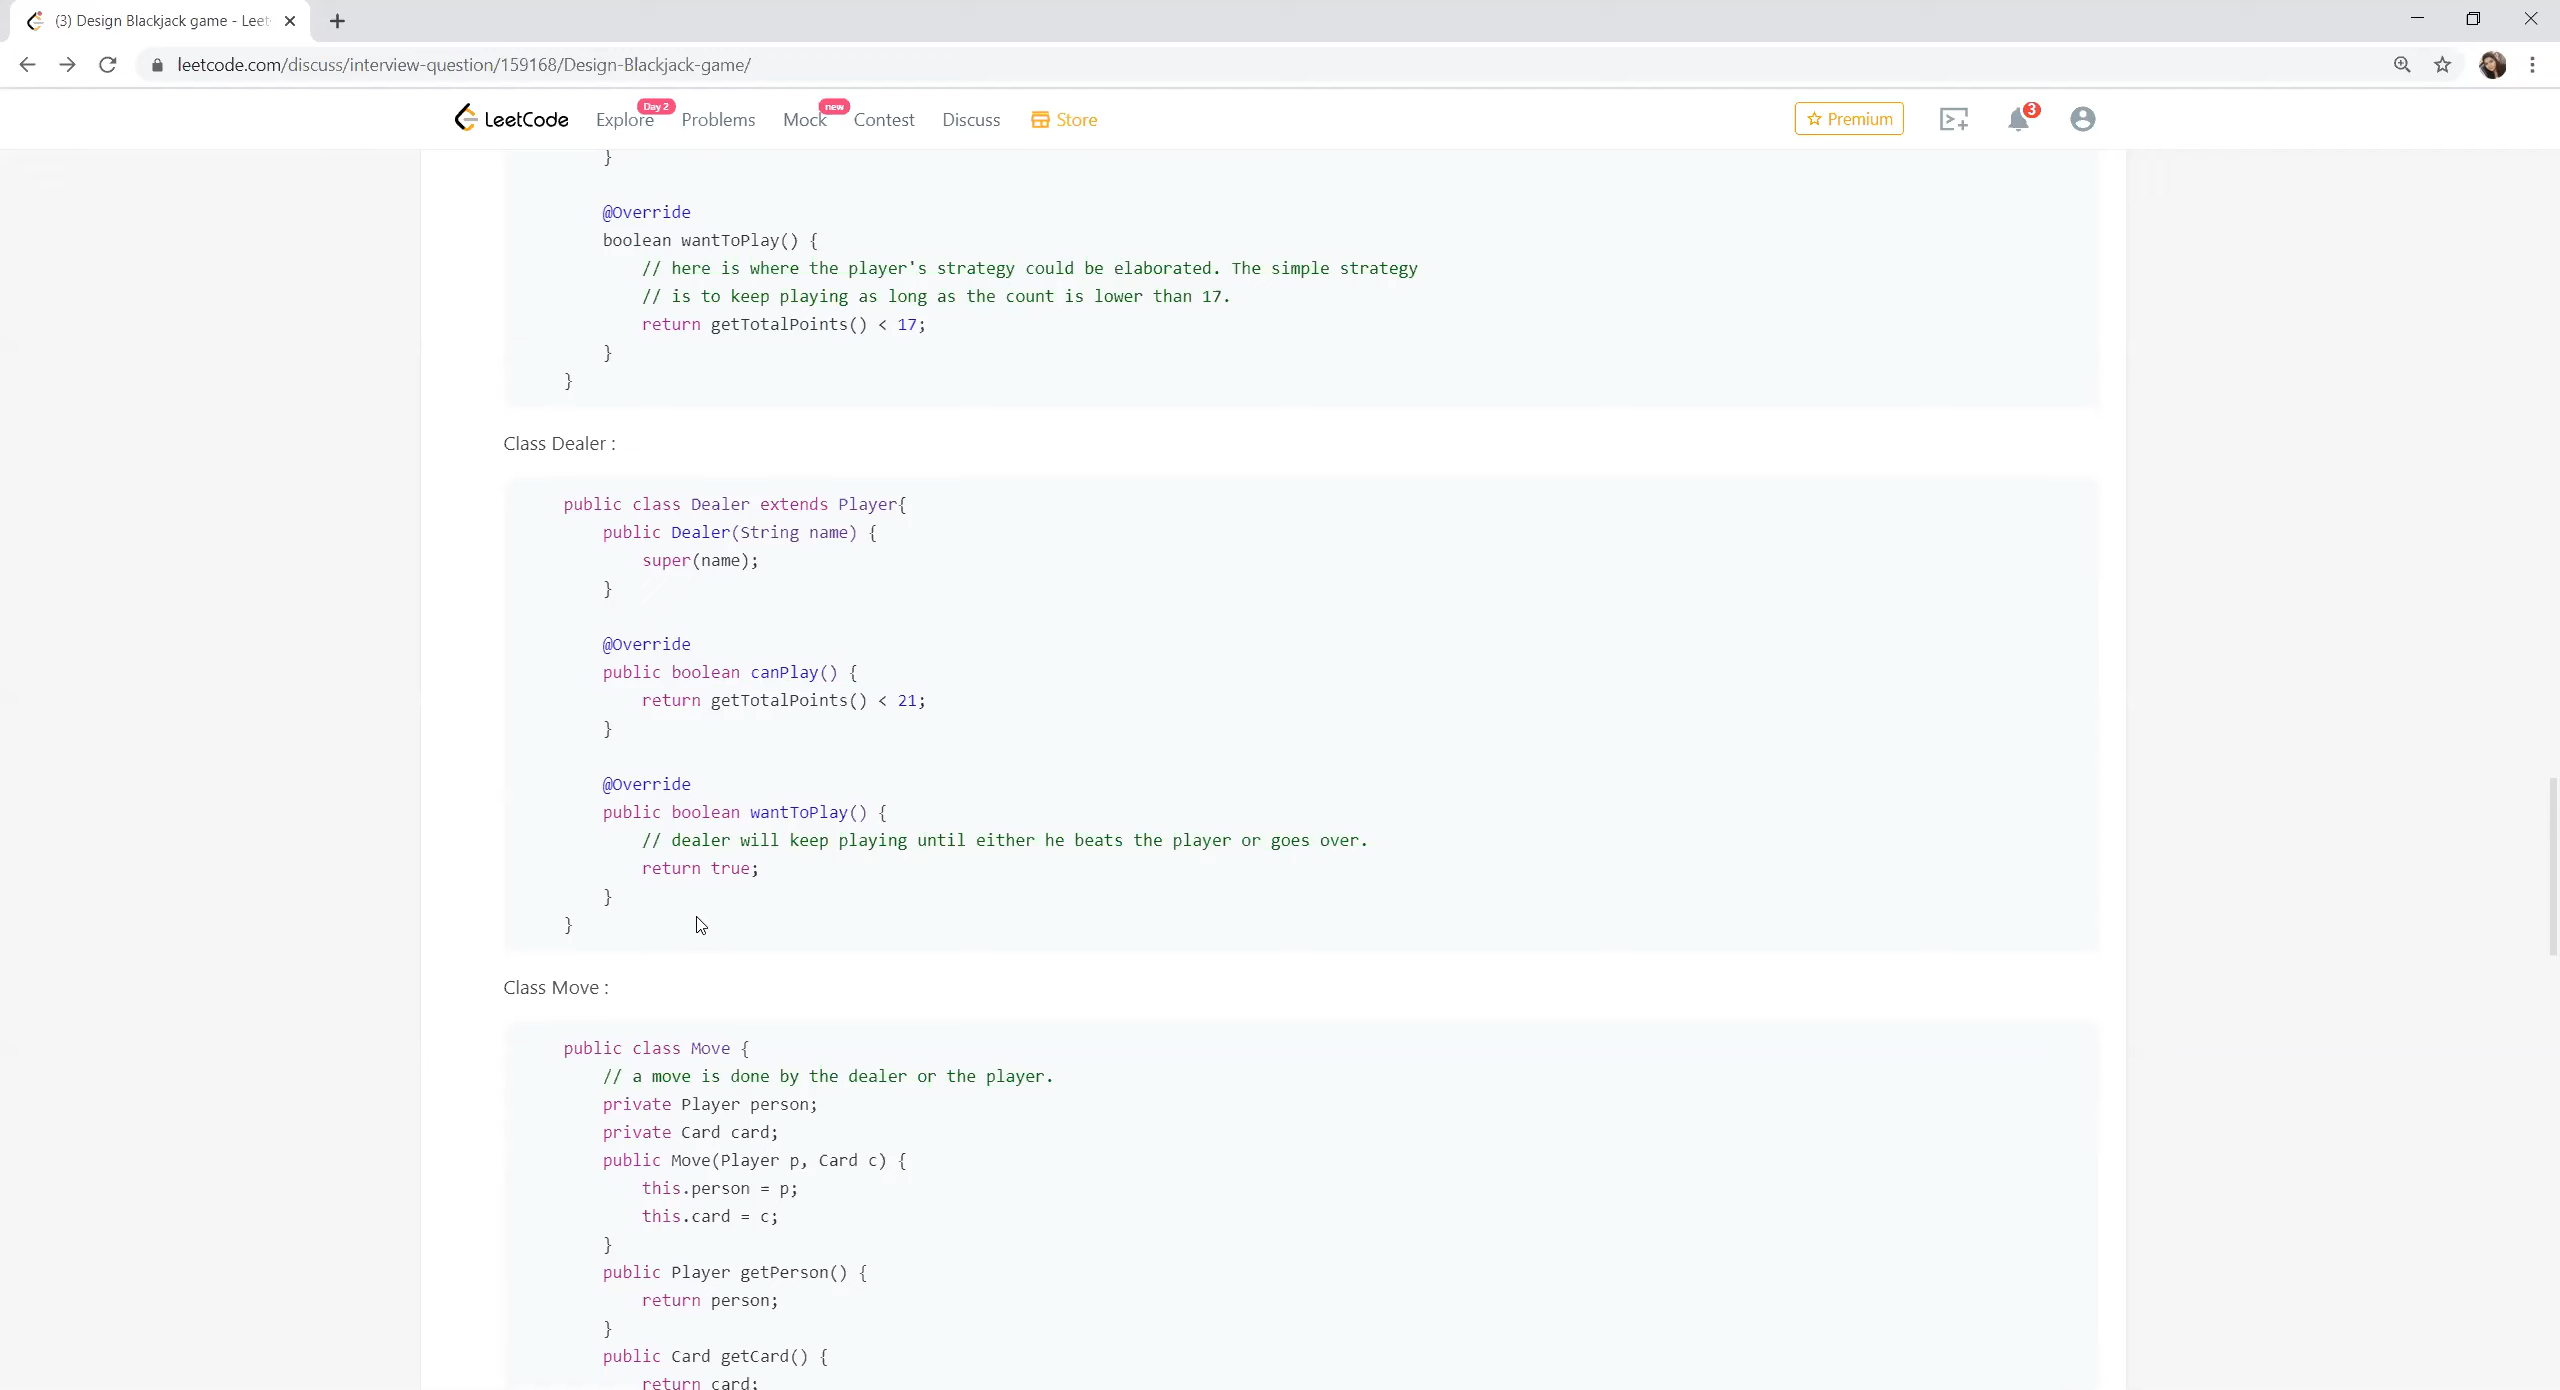 (3) Design Blackjack game - Leet
leetcode.com/discuss/interview-question/159168/Design-Blackjack-game/
LeetCode Explore Day 2 Problems Mock new Contest Discuss Store Premium 3
}
@Override
boolean wantToPlay() {
// here is where the player's strategy could be elaborated. The simple strategy
// is to keep playing as long as the count is lower than 17.
return getTotalPoints() < 17;
}
}
Class Dealer :
public class Dealer extends Player{
public Dealer(String name) {
super(name);
}
@Override
public boolean canPlay() {
return getTotalPoints() < 21;
}
@Override
public boolean wantToPlay() {
// dealer will keep playing until either he beats the player or goes over.
return true;
}
}
Class Move :
public class Move {
// a move is done by the dealer or the player.
private Player person;
private Card card;
public Move(Player p, Card c) {
this.person = p;
this.card = c;
}
public Player getPerson() {
return person;
}
public Card getCard() {
return card;